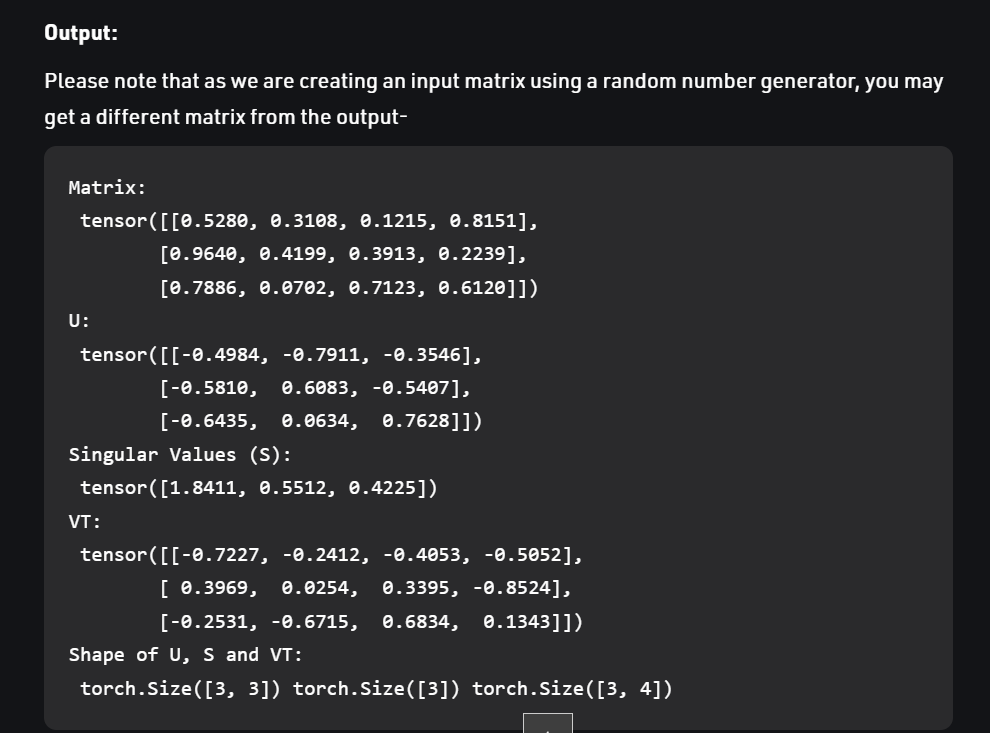 Output:
Please note that as we are creating an input matrix using a random number generator, you may
get a different matrix from the output-
Matrix:
tensor([[0.5280, 0.3108, 0.1215, 0.8151],
[0.9640, 0.4199, 0.3913, 0.2239],
[0.7886, 0.0702, 0.7123, 0.6120]])
U:
tensor([[-0.4984, -0.7911, -0.3546],
[-0.5810,  0.6083, -0.5407],
[-0.6435,  0.0634,  0.7628]])
Singular Values (S):
tensor([1.8411, 0.5512, 0.4225])
VT:
tensor([[-0.7227, -0.2412, -0.4053, -0.5052],
[ 0.3969,  0.0254,  0.3395, -0.8524],
[-0.2531, -0.6715,  0.6834,  0.1343]])
Shape of U, S and VT:
torch.Size([3, 3]) torch.Size([3]) torch.Size([3, 4])